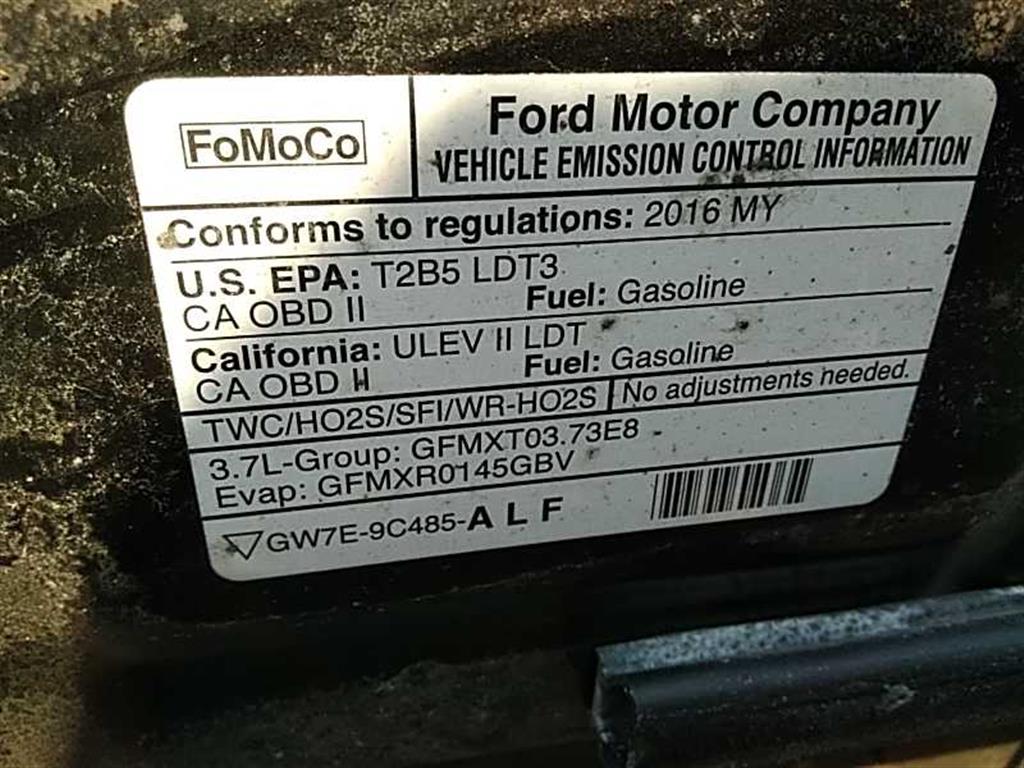 FoMoCo
Ford Motor Company
VEHICLE EMISSION CONTROL INFORMATION
Conforms to regulations: 2016 MY
U.S. EPA: T2B5 LDT3
CA OBD II Fuel: Gasoline
California: ULEV II LDT
CA OBD II Fuel: Gasoline
TWC/HO2S/SFI/WR-HO2S No adjustments needed.
3.7L-Group: GFMXT03.73E8
Evap: GFMXR0145GBV
GW7E-9C485-A L F